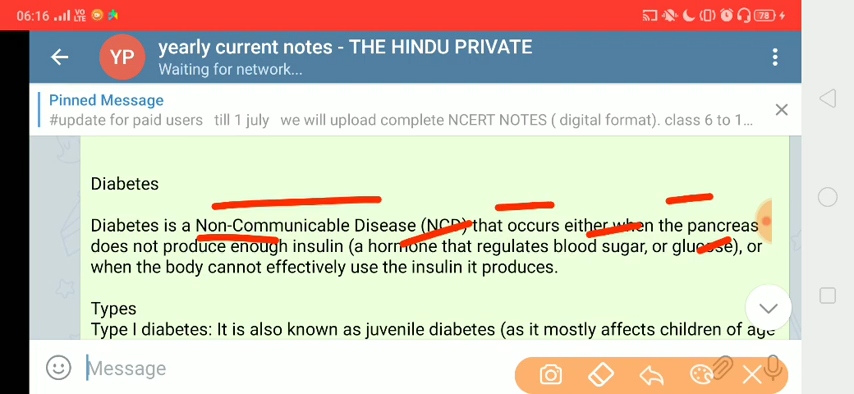 06:16 VO LTE 78
YP yearly current notes - THE HINDU PRIVATE
Waiting for network...
Pinned Message
#update for paid users till 1 july we will upload complete NCERT NOTES ( digital format). class 6 to 1...
Diabetes
Diabetes is a Non-Communicable Disease (NCD) that occurs either when the pancreas
does not produce enough insulin (a hormone that regulates blood sugar, or glucose), or
when the body cannot effectively use the insulin it produces.
Types
Type I diabetes: It is also known as juvenile diabetes (as it mostly affects children of age
Message